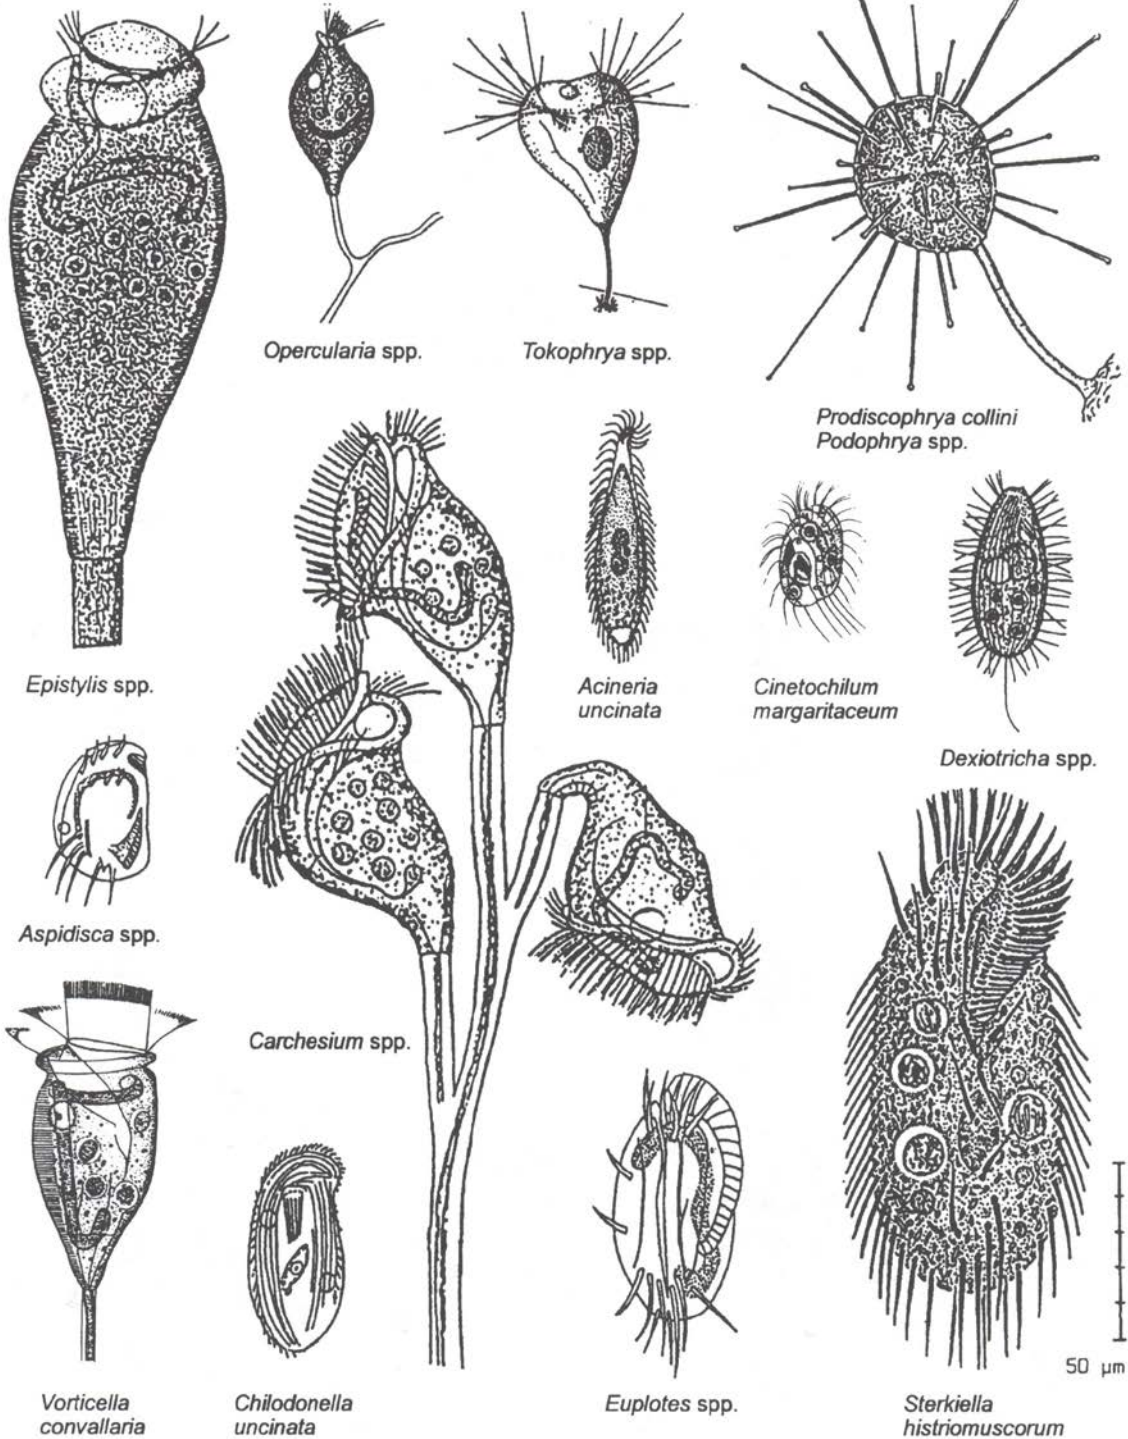 Opercularia spp.
Tokophrya spp.
Prodiscophrya collini
Podophrya spp.
Epistylis spp.
Acineria
uncinata
Cinetochilum
margaritaceum
Dexiotricha spp.
Aspidisca spp.
Carchesium spp.
50 µm
Vorticella
convallaria
Chilodonella
uncinata
Euplotes spp.
Sterkiella
histriomuscorum